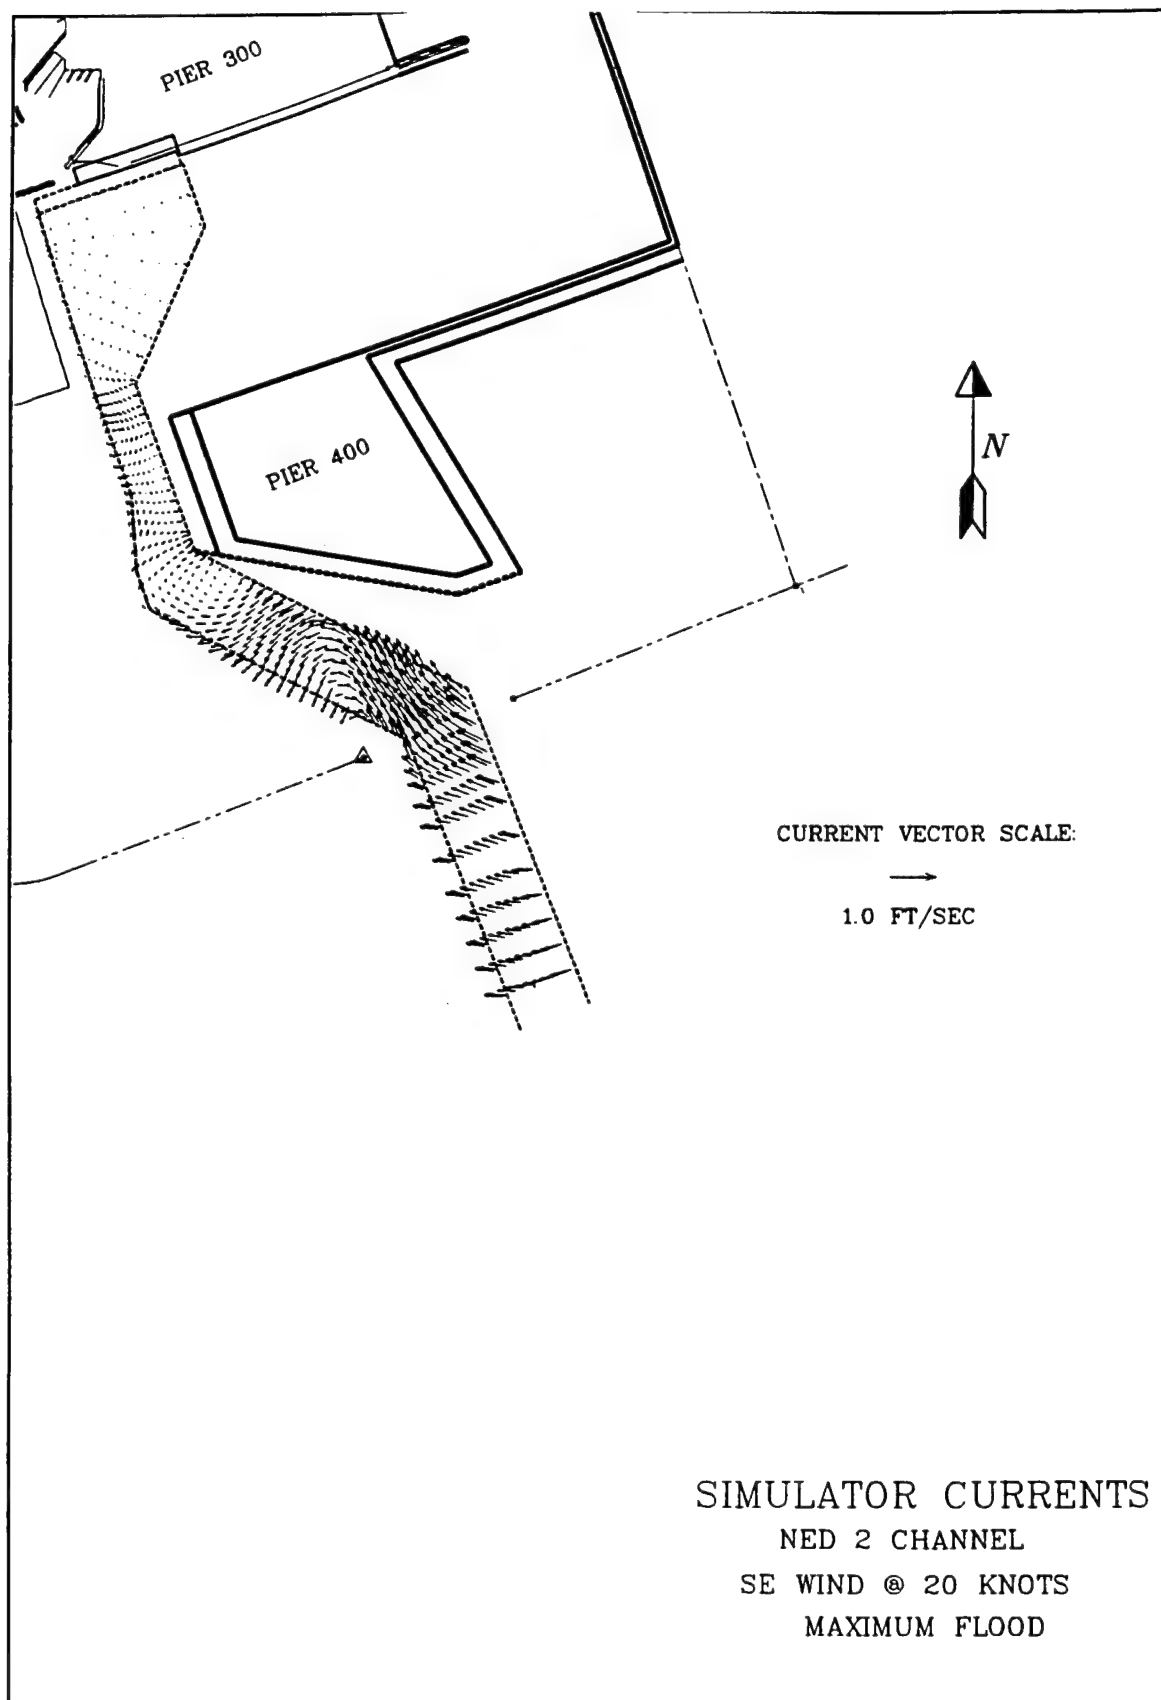 PIER 300
PIER 400
N
CURRENT VECTOR SCALE:
1.0 FT/SEC
SIMULATOR CURRENTS
NED 2 CHANNEL
SE WIND @ 20 KNOTS
MAXIMUM FLOOD